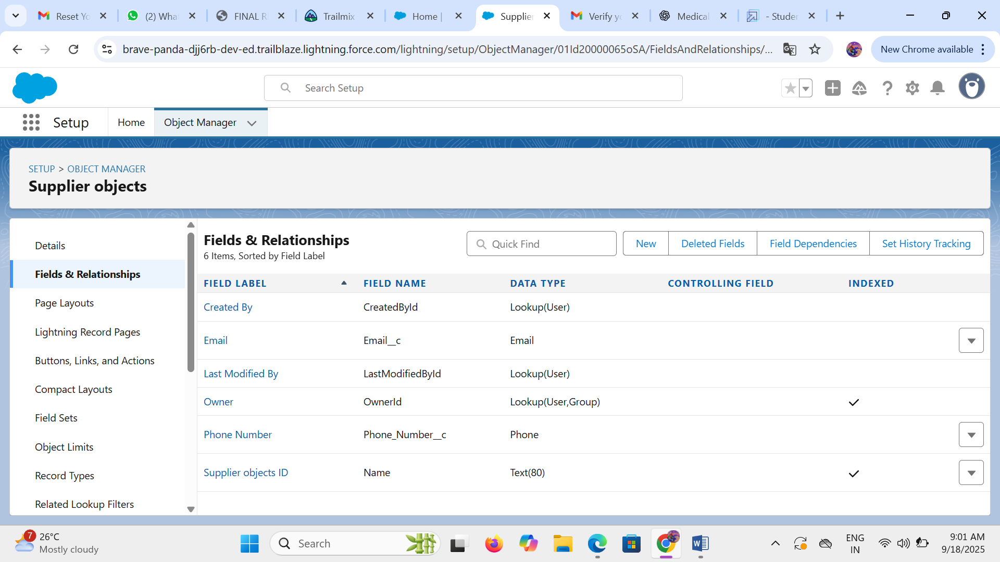 Reset Yo
(2) What
FINAL R
Trailmix
Home |
Supplier
Verify yo
Medical
- Studen
brave-panda-djj6rb-dev-ed.trailblaze.lightning.force.com/lightning/setup/ObjectManager/01Id20000065oSA/FieldsAndRelationships/...
New Chrome available
Search Setup
Setup
Home
Object Manager
SETUP > OBJECT MANAGER
Supplier objects
Details
Fields & Relationships
Page Layouts
Lightning Record Pages
Buttons, Links, and Actions
Compact Layouts
Field Sets
Object Limits
Record Types
Related Lookup Filters
Fields & Relationships
6 Items, Sorted by Field Label
Quick Find
New
Deleted Fields
Field Dependencies
Set History Tracking
FIELD LABEL FIELD NAME DATA TYPE CONTROLLING FIELD INDEXED
Created By CreatedById Lookup(User)
Email Email__c Email
Last Modified By LastModifiedById Lookup(User)
Owner OwnerId Lookup(User,Group)
Phone Number Phone_Number__c Phone
Supplier objects ID Name Text(80)
7
26°C
Mostly cloudy
Search
ENG
IN
9:01 AM
9/18/2025